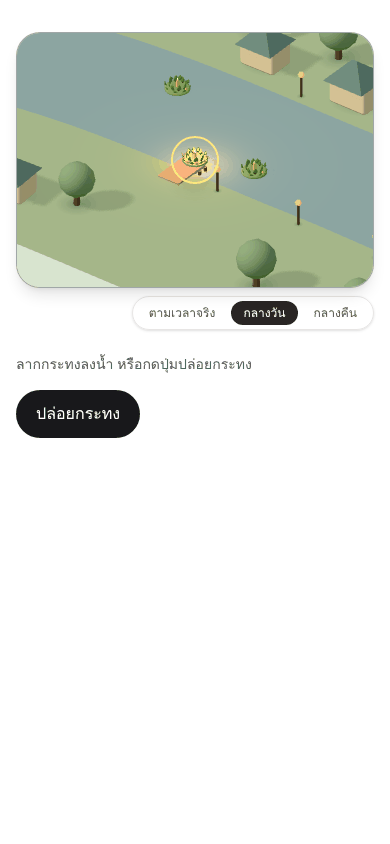 ตามเวลาจริง
กลางวัน
กลางคืน
ลากกระทงลงน้ำ หรือกดปุ่มปล่อยกระทง
ปล่อยกระทง